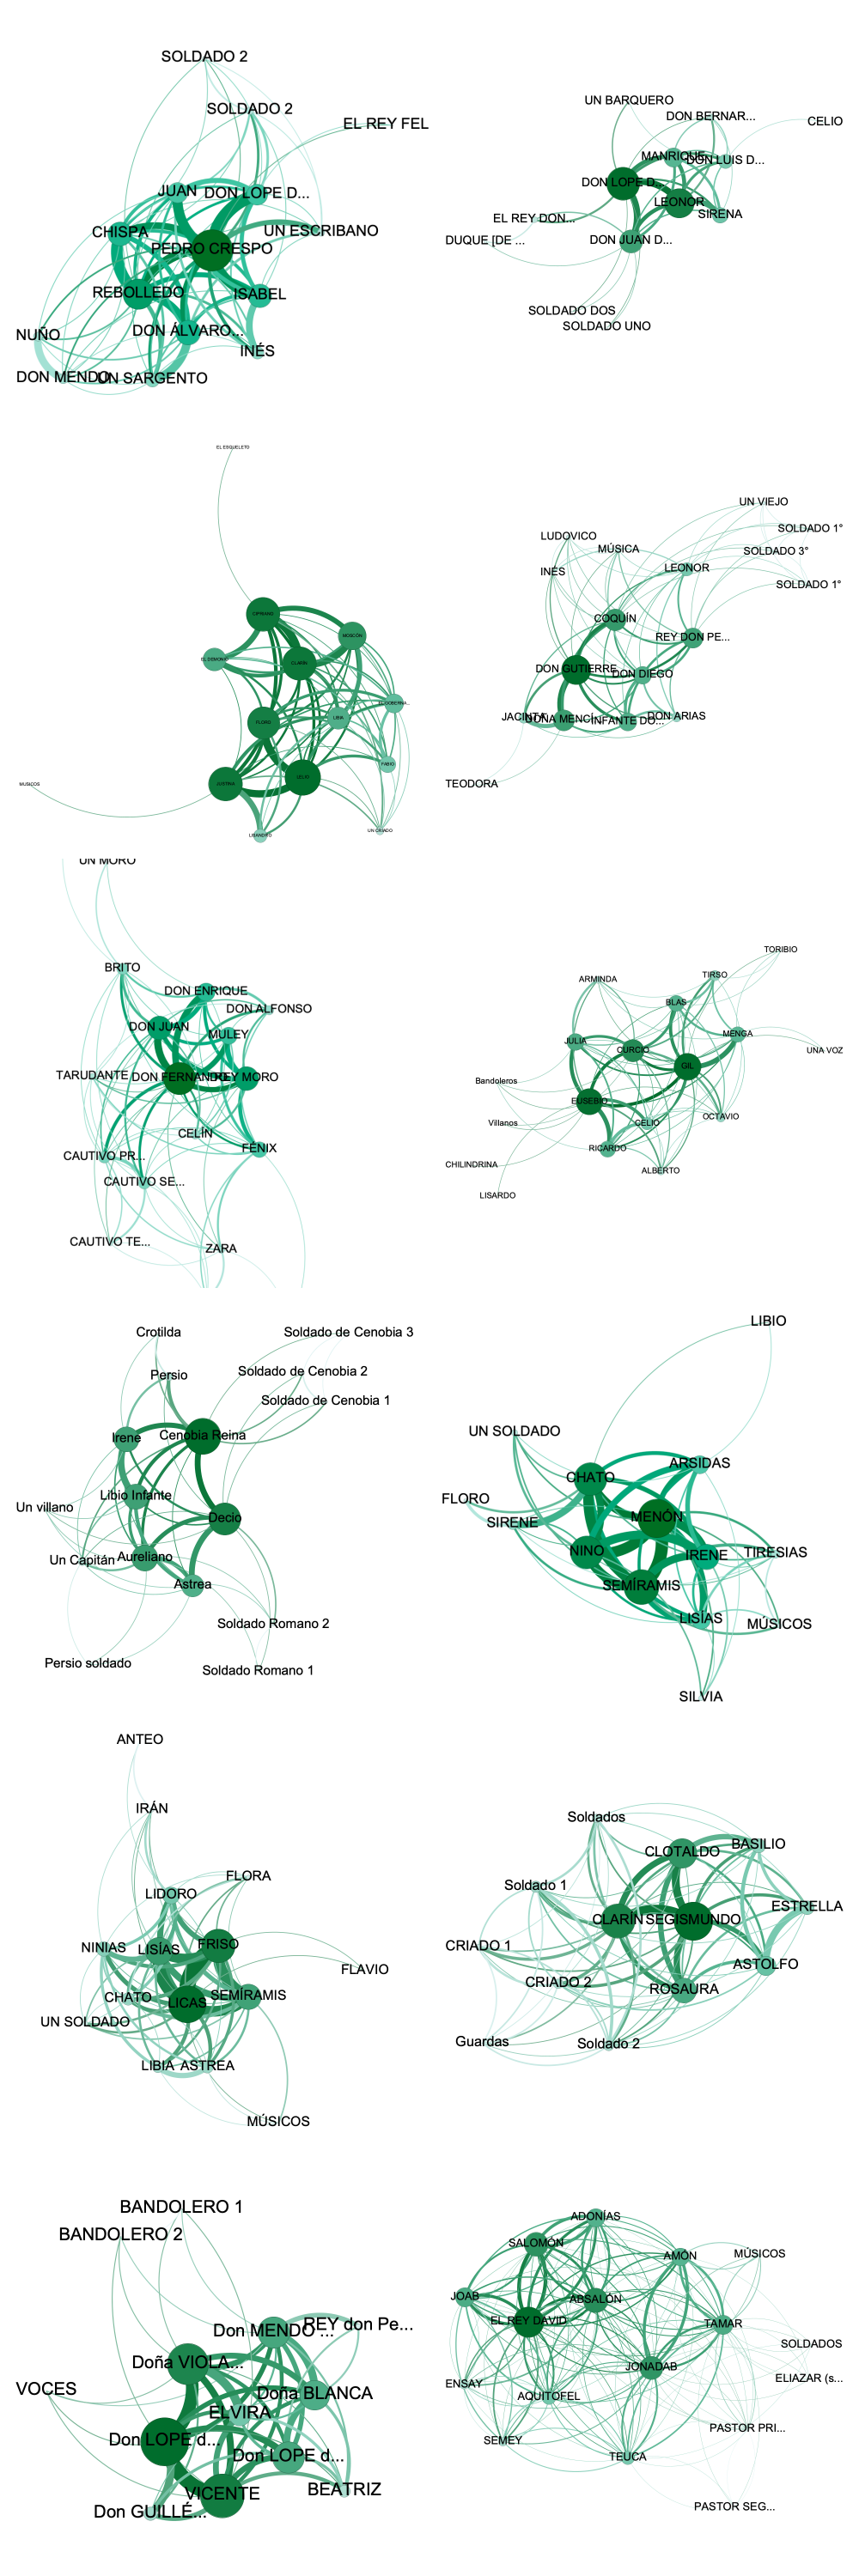 SOLDADO 2
SOLDADO 2
EL REY FEL
JUAN
DON LOPE D...
CHISPA
UN ESCRIBANO
PEDRO CRESPO
REBOLLEDO
ISABEL
DON ÁLVARO...
NUÑO
INÉS
DON MENDO
UN SARGENTO
UN BARQUERO
DON BERNAR...
CELIO
MANRIQUE
DON LUIS D...
DON LOPE D...
LEONOR
SIRENA
EL REY DON...
DUQUE [DE ...
DON JUAN D...
SOLDADO DOS
SOLDADO UNO
EL ESQUELETO
CIPRIANO
MOSCÓN
EL DEMONIO
CLARÍN
EL GOBERNA...
FLORO
LIBIA
FABIO
JUSTINA
LELIO
MUSICOS
LISANDRO
UN CRIADO
UN VIEJO
SOLDADO 1°
LUDOVICO
MÚSICA
SOLDADO 3°
INÉS
LEONOR
SOLDADO 1°
COQUÍN
REY DON PE...
DON GUTIERRE
DON DIEGO
JACINTA
DOÑA MENCÍ...
INFANTE DO...
DON ARIAS
TEODORA
UN MORO
BRITO
DON ENRIQUE
DON ALFONSO
DON JUAN
MULEY
TARUDANTE
DON FERNANDO
REY MORO
CELÍN
FÉNIX
CAUTIVO PR...
CAUTIVO SE...
CAUTIVO TE...
ZARA
TORIBIO
ARMINDA
TIRSO
BLAS
JULIA
CURCIO
MENGA
UNA VOZ
GIL
Bandoleros
EUSEBIO
Villanos
CELIO
OCTAVIO
RICARDO
CHILINDRINA
ALBERTO
LISARDO
Crotilda
Soldado de Cenobia 3
Persio
Soldado de Cenobia 2
Soldado de Cenobia 1
Irene
Cenobia Reina
Libio Infante
Un villano
Decio
Un Capitán
Aureliano
Astrea
Soldado Romano 2
Persio soldado
Soldado Romano 1
LIBIO
UN SOLDADO
ARSIDAS
CHATO
FLORO
SIRENE
MENÓN
NINO
IRENE
TIRESIAS
SEMÍRAMIS
LISÍAS
MÚSICOS
SILVIA
ANTEO
IRÁN
FLORA
LIDORO
NINIAS
LISÍAS
FRISO
FLAVIO
CHATO
LICAS
SEMÍRAMIS
UN SOLDADO
LIBIA
ASTREA
MÚSICOS
Soldados
CLOTALDO
BASILIO
Soldado 1
ESTRELLA
CLARÍN
SEGISMUNDO
CRIADO 1
ASTOLFO
CRIADO 2
ROSAURA
Guardas
Soldado 2
BANDOLERO 1
BANDOLERO 2
Don MENDO ...
REY don Pe...
Doña VIOLA...
VOCES
Doña BLANCA
ELVIRA
Don LOPE d...
Don LOPE d...
VICENTE
BEATRIZ
Don GUILLÉ...
ADONÍAS
SALOMÓN
AMÓN
MÚSICOS
JOAB
ABSALÓN
EL REY DAVID
TAMAR
SOLDADOS
JONADAB
ELIAZAR (s...
ENSAY
AQUITOFEL
SEMEY
PASTOR PRI...
TEUCA
PASTOR SEG...